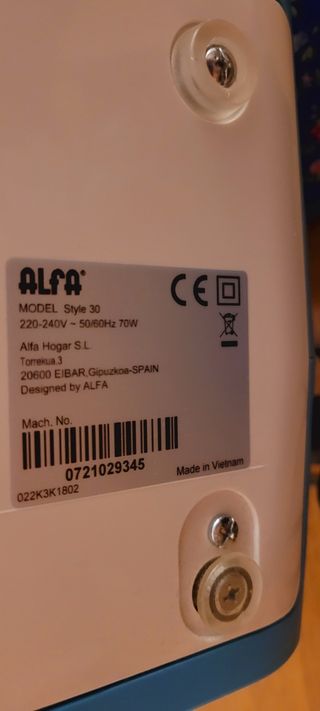 ALFA®
MODEL Style 30
220-240V ~ 50/60Hz 70W
Alfa Hogar S.L
Torrekua,3
20600 EIBAR,Gipuzkoa-SPAIN
Designed by ALFA
CE
Mach. No.
0721029345
Made in Vietnam
022K3K1802